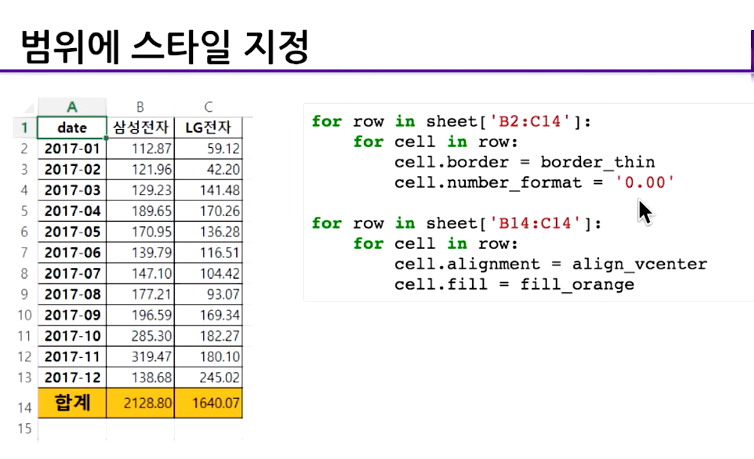 범위에 스타일 지정
A B C
1 date 삼성전자 LG전자
2 2017-01 112.87 59.12
3 2017-02 121.96 42.20
4 2017-03 129.23 141.48
5 2017-04 189.65 170.26
6 2017-05 170.95 136.28
7 2017-06 139.79 116.51
8 2017-07 147.10 104.42
9 2017-08 177.21 93.07
10 2017-09 196.59 169.34
11 2017-10 285.30 182.27
12 2017-11 319.47 180.10
13 2017-12 138.68 245.02
14 합계 2128.80 1640.07
15
for row in sheet['B2:C14']:
for cell in row:
cell.border = border_thin
cell.number_format = '0.00'
for row in sheet['B14:C14']:
for cell in row:
cell.alignment = align_vcenter
cell.fill = fill_orange